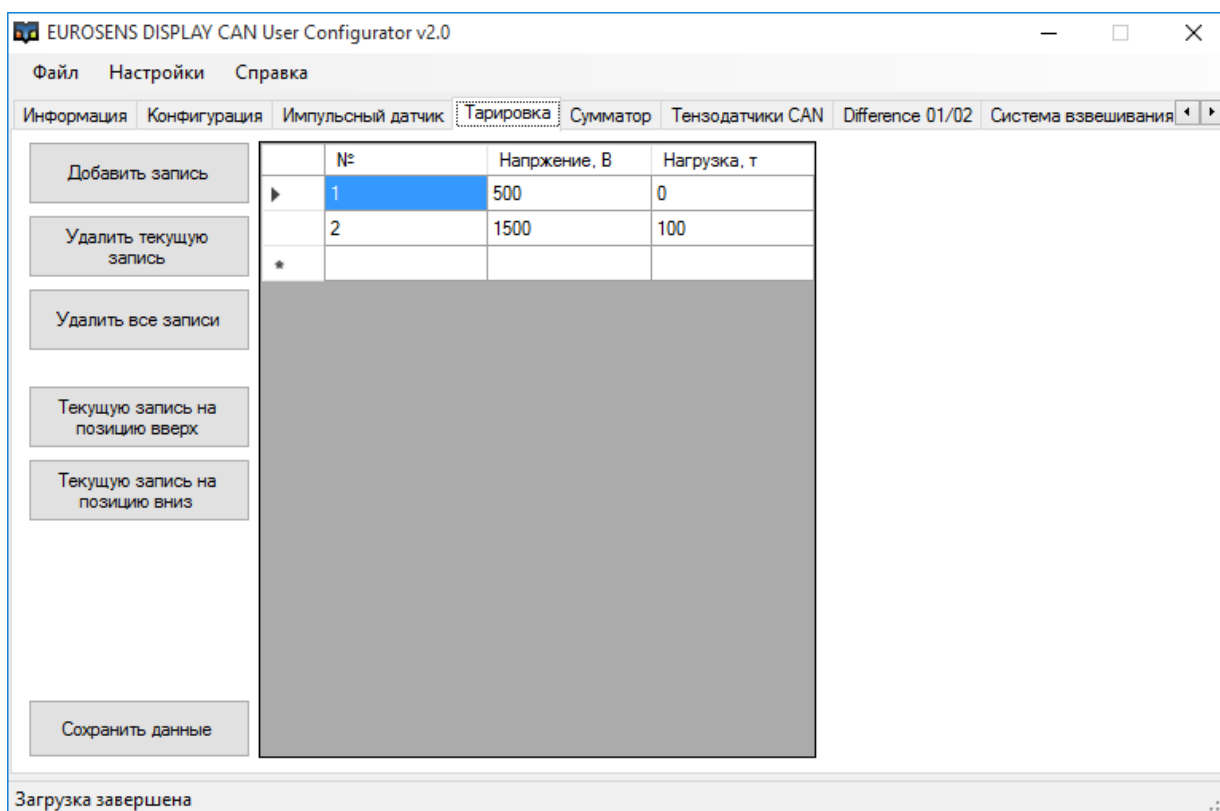 EUROSENS DISPLAY CAN User Configurator v2.0
Файл Настройки Справка
Информация Конфигурация Импульсный датчик Тарировка Сумматор Тензодатчики CAN Difference 01/02 Система взвешивания
Добавить запись
Удалить текущую
запись
Удалить все записи
Текущую запись на
позицию вверх
Текущую запись на
позицию вниз
Сохранить данные
№ Напржение, В Нагрузка, т
1 500 0
2 1500 100
*
Загрузка завершена